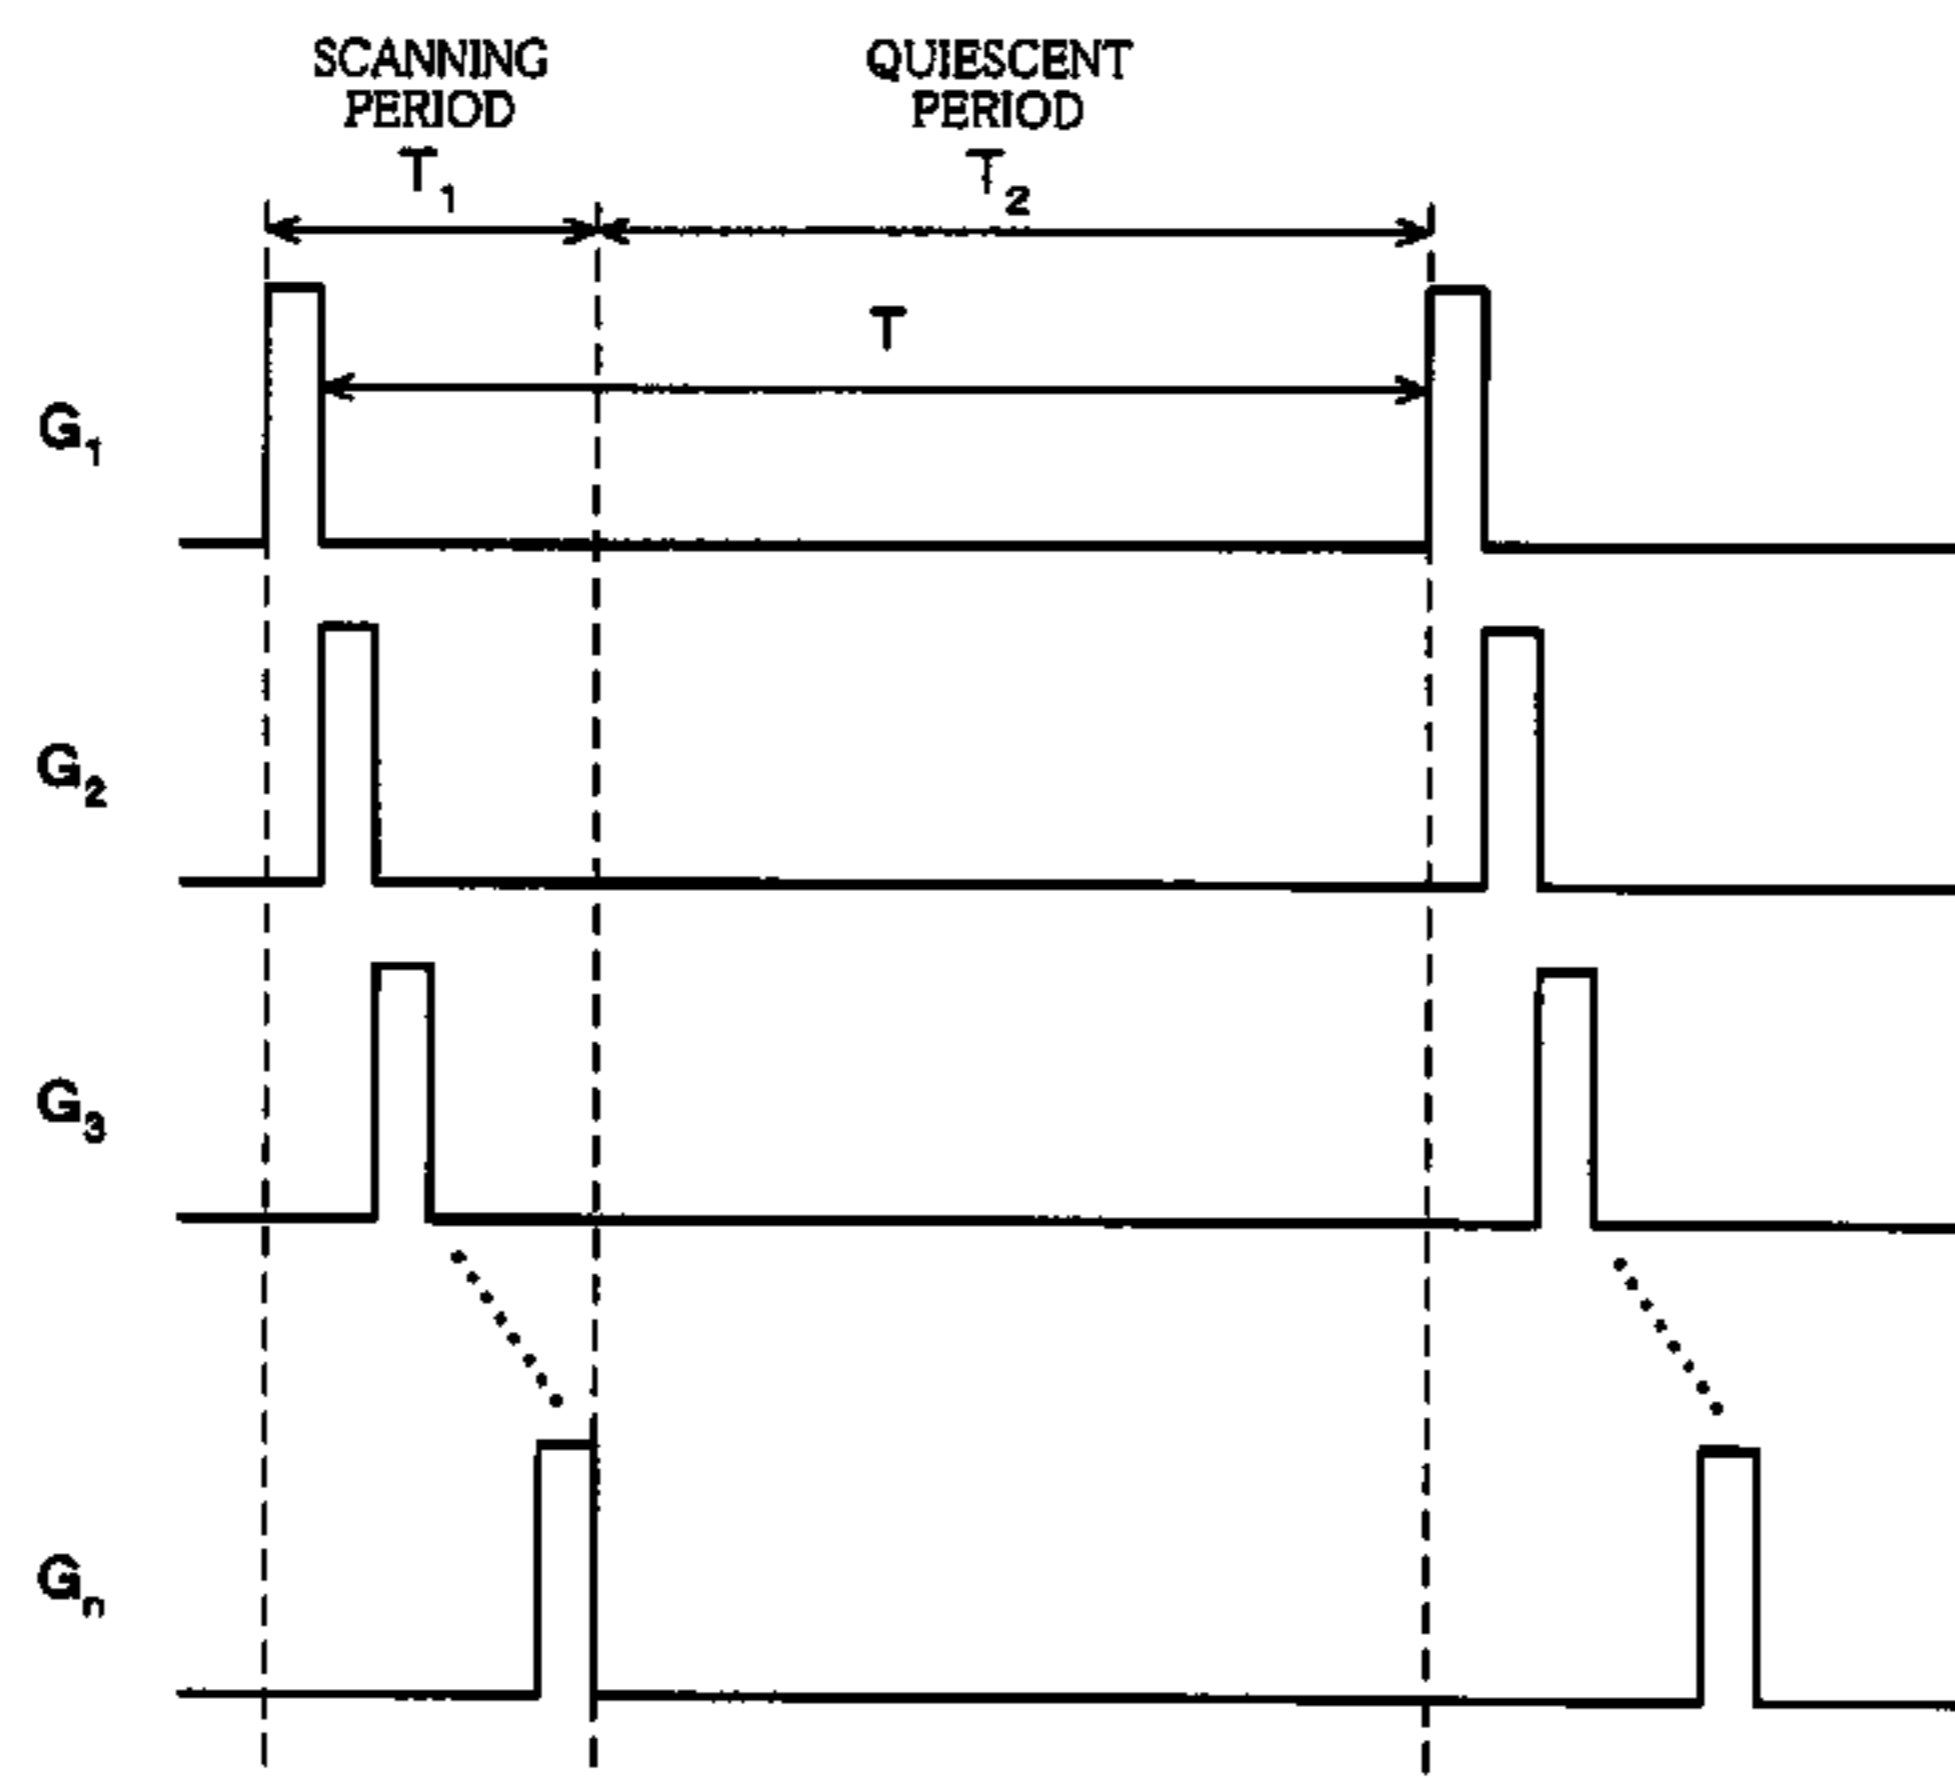 SCANNING
PERIOD
T₁
QUIESCENT
PERIOD
T₂
T
G₁
G₂
G₃
Gₙ